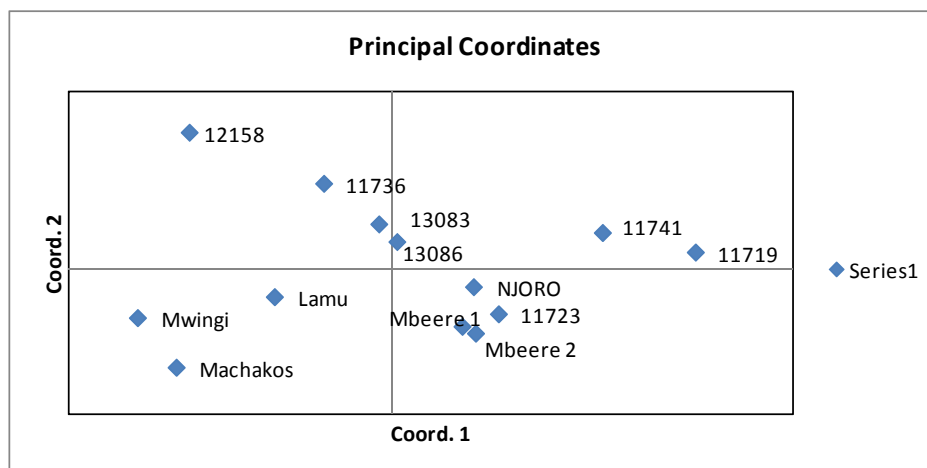 Principal Coordinates
12158
11736
13083
13086
11741
11719
Coord. 2
Series1
NJORO
Lamu
Mwingi
Mbeere 1
11723
Mbeere 2
Machakos
Coord. 1